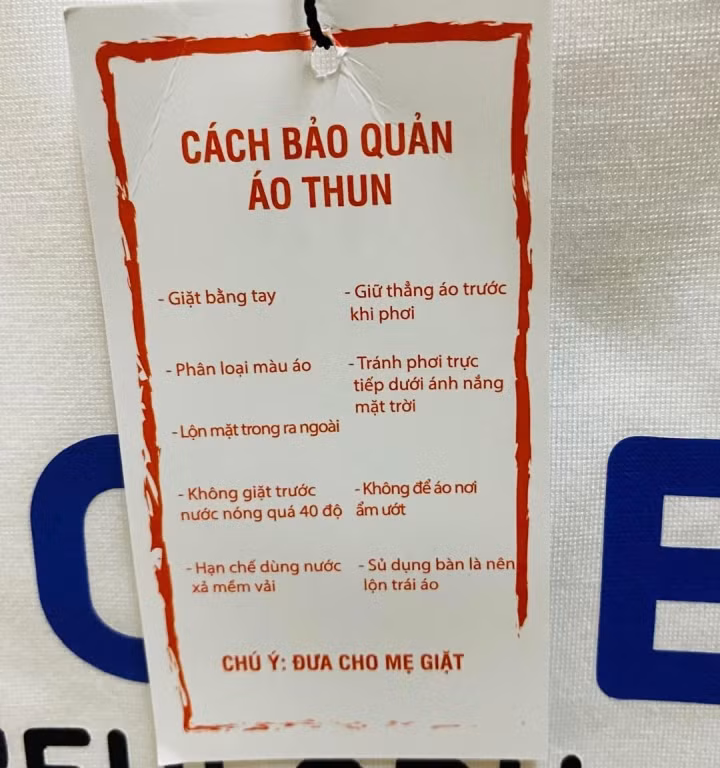 CÁCH BẢO QUẢN
ÁO THUN
- Giặt bằng tay
- Phân loại màu áo
- Lộn mặt trong ra ngoài
- Không giặt trước
nước nóng quá 40 độ
- Hạn chế dùng nước
xả mềm vải
- Giữ thẳng áo trước
khi phơi
- Tránh phơi trực
tiếp dưới ánh nắng
mặt trời
- Không để áo nơi
ẩm ướt
- Sủ dụng bàn là nên
lộn trái áo
CHÚ Ý: ĐƯA CHO MẸ GIẶT